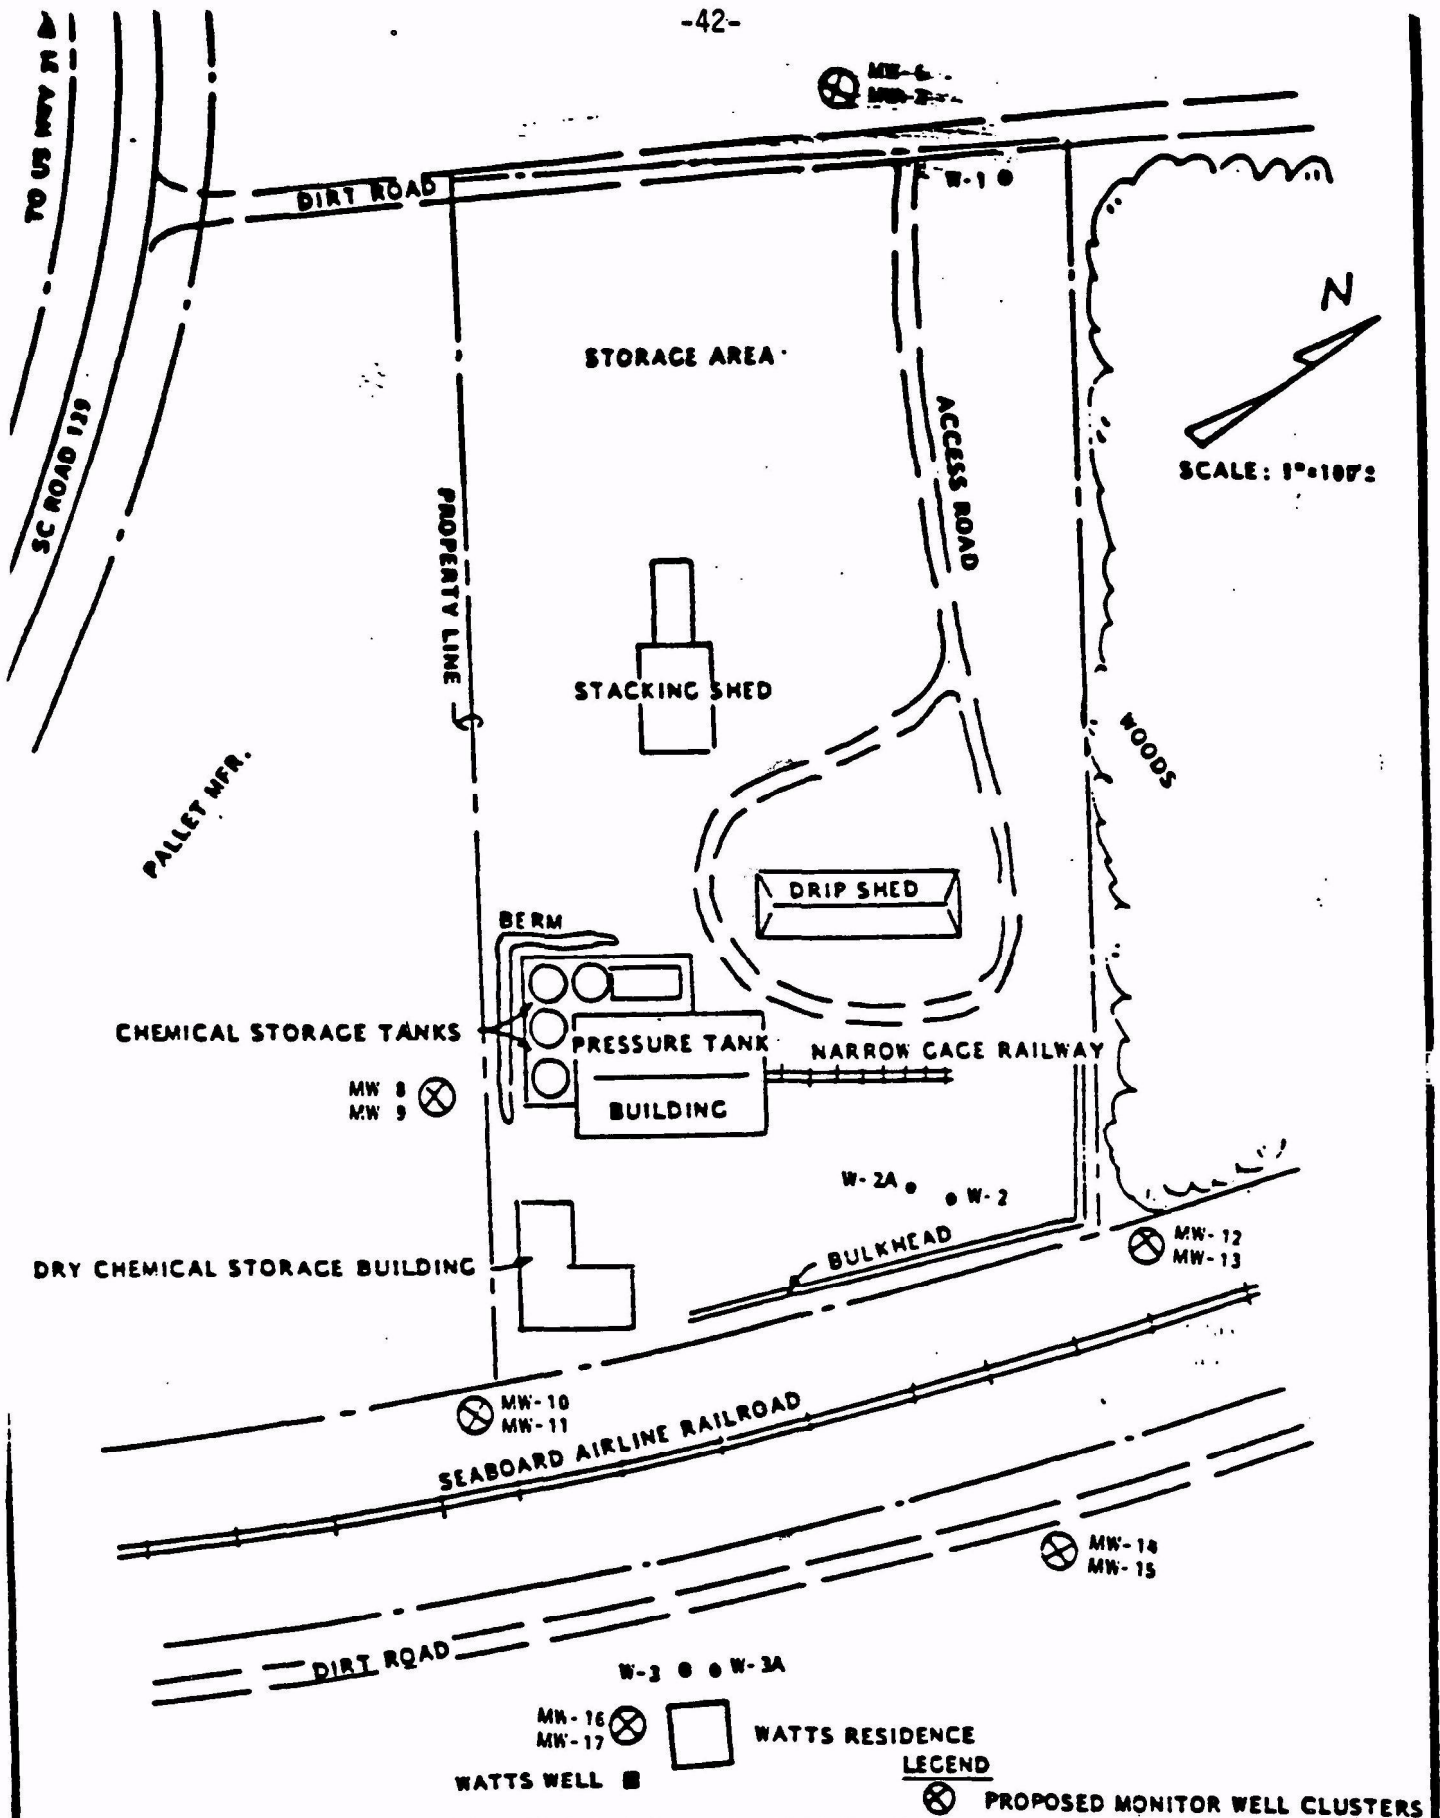 -42-
TO US HWY
MW-6
DIRT ROAD
W-1
N
STORAGE AREA
ACCESS ROAD
SC ROAD 129
SCALE:
PROPERTY LINE
STACKING SHED
WOODS
PALLET MFR.
DRIP SHED
BERM
CHEMICAL STORAGE TANKS
PRESSURE TANK
NARROW GAGE RAILWAY
MW 8
MW 9
BUILDING
W-2A
W-2
BULKHEAD
MW-12
MW-13
DRY CHEMICAL STORAGE BUILDING
MW-10
MW-11
SEABOARD AIRLINE RAILROAD
MW-14
MW-15
DIRT ROAD
W-3
W-3A
MW-16
MW-17
WATTS RESIDENCE
WATTS WELL
LEGEND
PROPOSED MONITOR WELL CLUSTERS